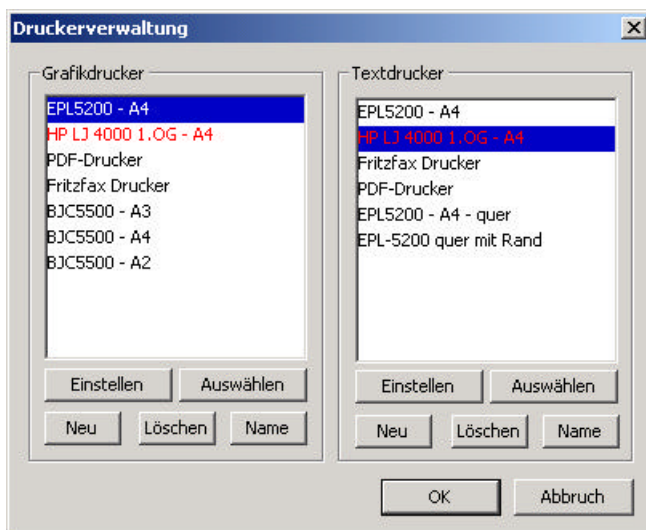 Druckerverwaltung
Grafikdrucker
EPL5200 - A4
HP LJ 4000 1.OG - A4
PDF-Drucker
Fritzfax Drucker
BJC5500 - A3
BJC5500 - A4
BJC5500 - A2
Einstellen Auswählen
Neu Löschen Name
Textdrucker
EPL5200 - A4
HP LJ 4000 1.OG - A4
Fritzfax Drucker
PDF-Drucker
EPL5200 - A4 - quer
EPL-5200 quer mit Rand
Einstellen Auswählen
Neu Löschen Name
OK Abbruch